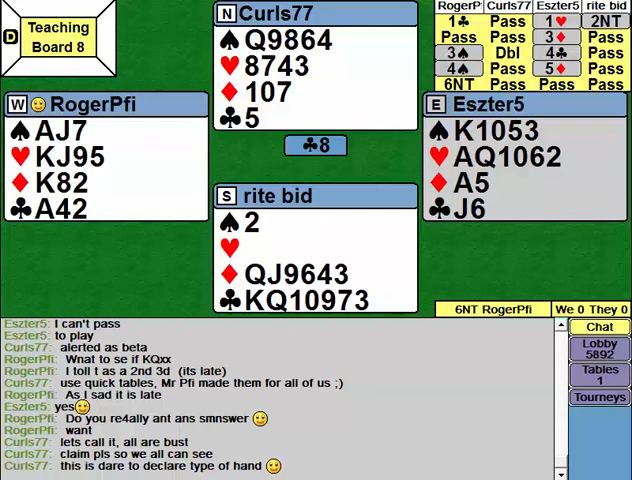 D
Teaching
Board 8
N Curls77
♠Q9864
♥8743
♦107
♣5
RogerP Curls77 Eszter5 rite bid
1♣ Pass 1♥ 2NT
Pass Pass 3♦ Pass
3♠ Dbl 4♣ Pass
4♠ Pass 5♦ Pass
6NT Pass Pass Pass
W RogerPfi
♠AJ7
♥KJ95
♦K82
♣A42
♣8
E Eszter5
♠K1053
♥AQ1062
♦A5
♣J6
S rite bid
♠2
♥
♦QJ9643
♣KQ10973
6NT RogerPfi We 0 They 0
Eszter5: I can't pass
Eszter5: to play
Curls77: alerted as beta
RogerPfi: Wnat to se if KQxx
RogerPfi: I toll t as a 2nd 3d (its late)
Curls77: use quick tables, Mr Pfi made them for all of us ;)
RogerPfi: As I sad it is late
Eszter5: yes
RogerPfi: Do you re4ally ant ans smnswer
RogerPfi: want
Curls77: lets call it, all are bust
Curls77: claim pls so we all can see
Curls77: this is dare to declare type of hand
Chat
Lobby
5892
Tables
1
Tourneys